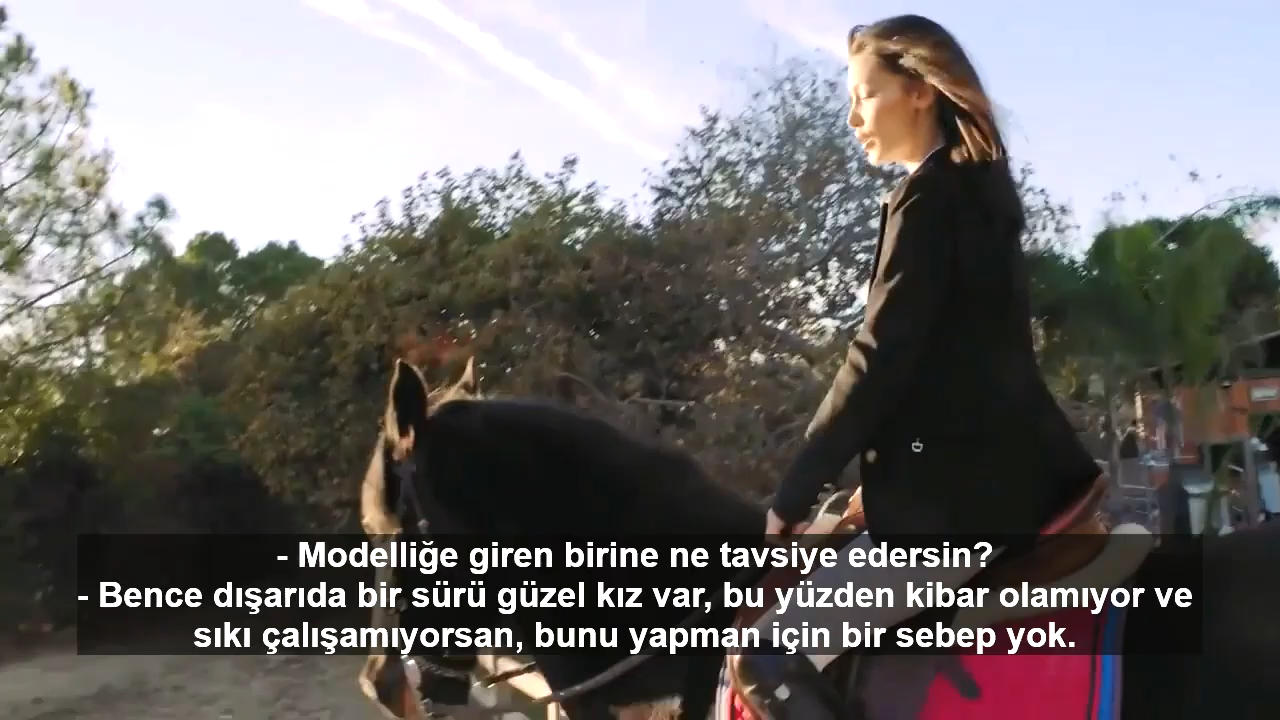 - Modelliğe giren birine ne tavsiye edersin?
- Bence dışarıda bir sürü güzel kız var, bu yüzden kibar olamıyor ve
sıkı çalışamıyorsan, bunu yapman için bir sebep yok.